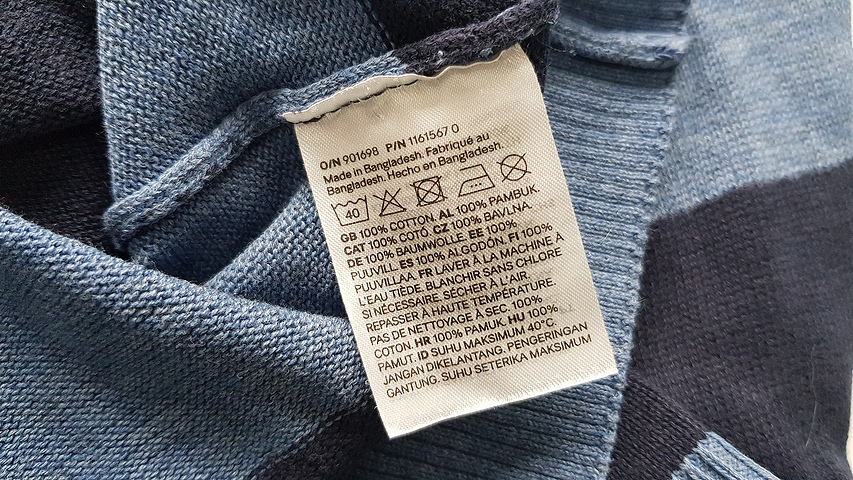 O/N 901698 P/N 1161567 0
Made in Bangladesh. Fabriqué au
Bangladesh. Hecho en Bangladesh.
40
GB 100% COTTON. AL 100% PAMBUK.
CAT 100% COTÓ. CZ 100% BAVLNA.
DE 100% BAUMWOLLE. EE 100%
PUUVILL. ES 100% ALGODÓN. FI 100%
PUUVILLAA. FR LAVER À LA MACHINE À
L'EAU TIÈDE. BLANCHIR SANS CHLORE
SI NÉCESSAIRE. SÉCHER À L'AIR.
REPASSER À HAUTE TEMPÉRATURE.
PAS DE NETTOYAGE À SEC. 100%
COTON. HR 100% PAMUK. HU 100%
PAMUT. ID SUHU MAKSIMUM 40°C.
JANGAN DIKELANTANG. PENGERINGAN
GANTUNG. SUHU SETERIKA MAKSIMUM